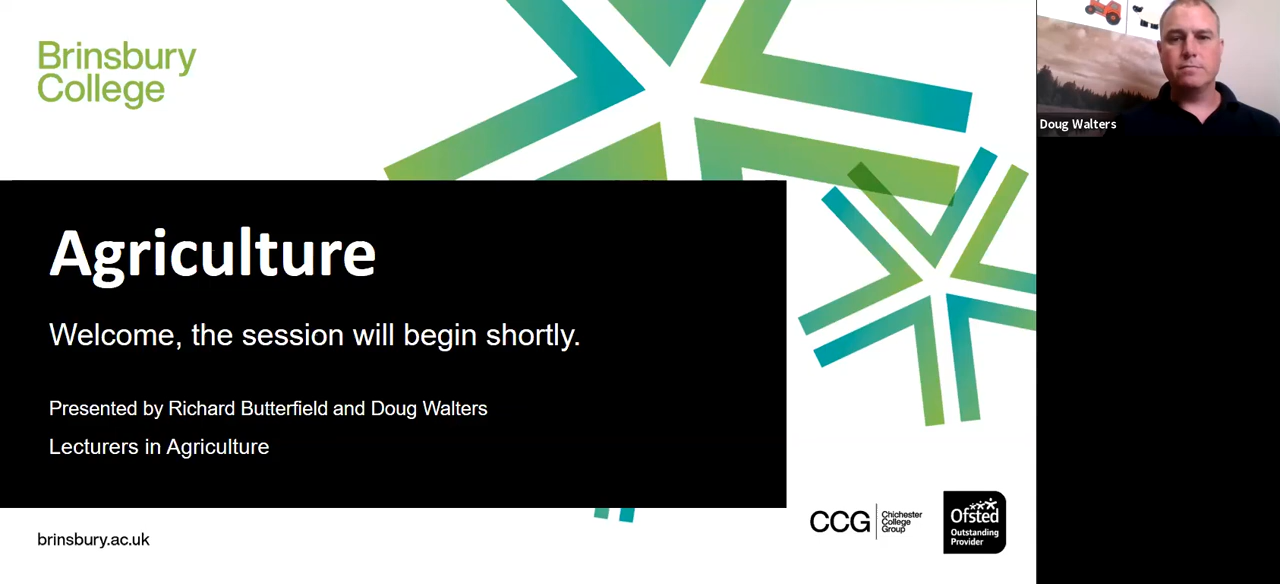 Brinsbury
College
Doug Walters
Agriculture
Welcome, the session will begin shortly.
Presented by Richard Butterfield and Doug Walters
Lecturers in Agriculture
brinsbury.ac.uk
CCG
Chichester
College
Group
Ofsted
Outstanding
Provider